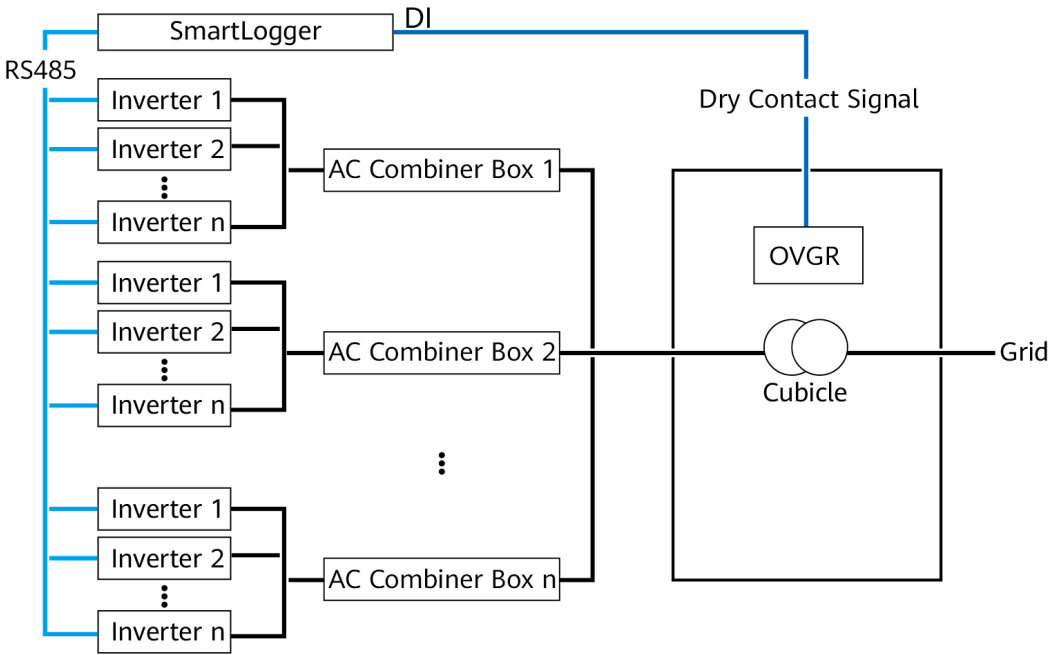 SmartLogger
DI
RS485
Dry Contact Signal
Inverter 1
Inverter 2
Inverter n
AC Combiner Box 1
OVGR
Inverter 1
Inverter 2
Inverter n
AC Combiner Box 2
Grid
Cubicle
Inverter 1
Inverter 2
Inverter n
AC Combiner Box n